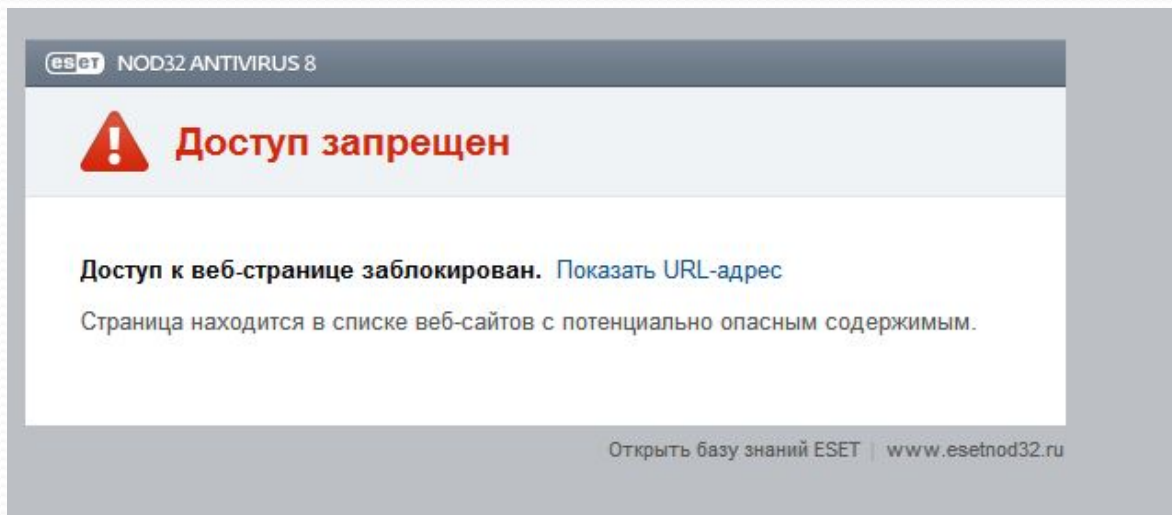 eset NOD32 ANTIVIRUS 8
Доступ запрещен
Доступ к веб-странице заблокирован. Показать URL-адрес
Страница находится в списке веб-сайтов с потенциально опасным содержимым.
Открыть базу знаний ESET | www.esetnod32.ru